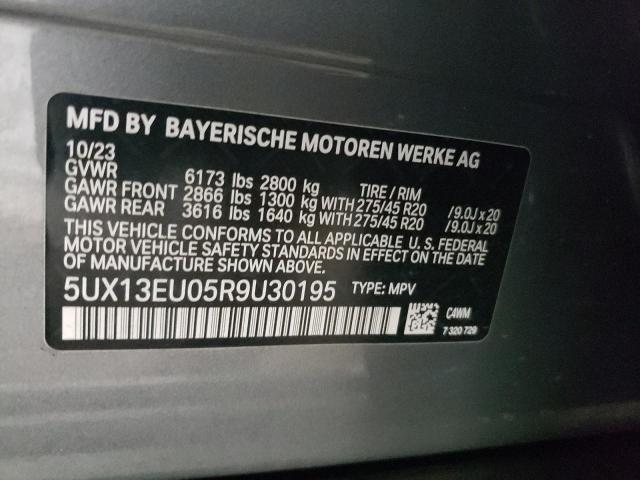 MFD BY BAYERISCHE MOTOREN WERKE AG
10/23
GVWR 6173 lbs 2800 kg TIRE / RIM
GAWR FRONT 2866 lbs 1300 kg WITH 275/45 R20 /9.0J x 20
GAWR REAR 3616 lbs 1640 kg WITH 275/45 R20 /9.0J x 20
THIS VEHICLE CONFORMS TO ALL APPLICABLE U. S. FEDERAL
MOTOR VEHICLE SAFETY STANDARDS IN EFFECT ON THE DATE
OF MANUFACTURE SHOWN ABOVE.
5UX13EU05R9U30195 TYPE: MPV
C4WM
7 320 729